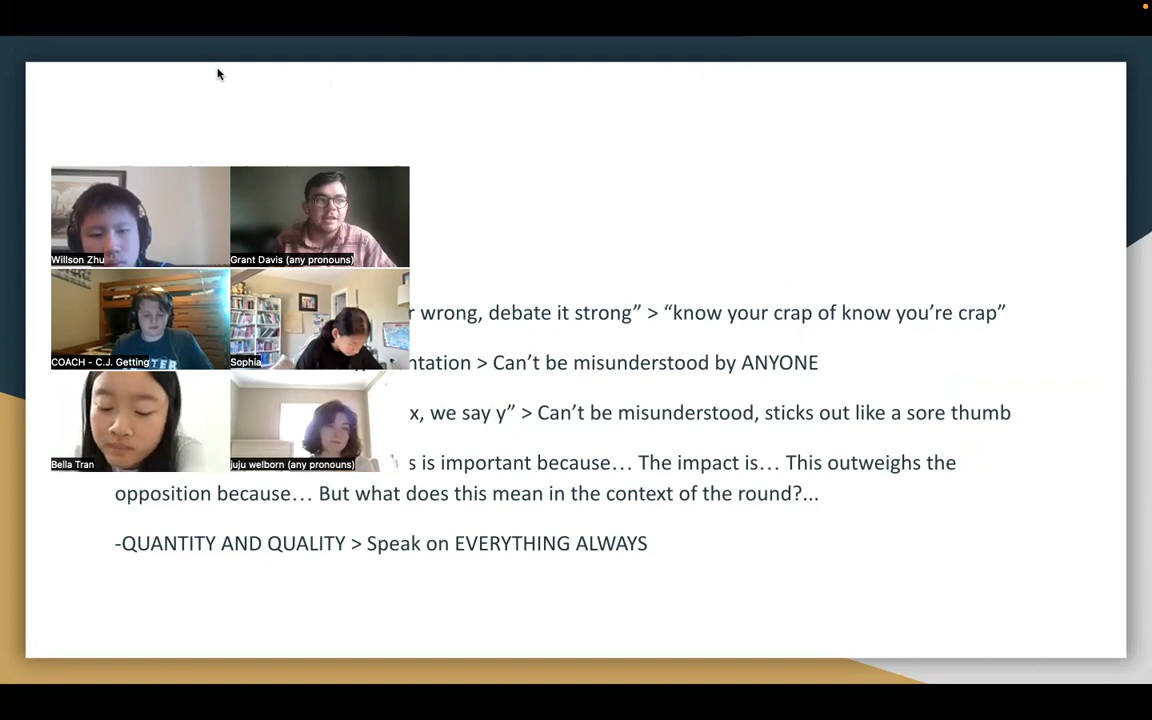 Willson Zhu
Grant Davis (any pronouns)
r wrong, debate it strong” > “know your crap of know you’re crap”
COACH - C.J. Getting
Sophia
ntation > Can’t be misunderstood by ANYONE
x, we say y” > Can’t be misunderstood, sticks out like a sore thumb
Bella Tran
juju welborn (any pronouns)
s is important because… The impact is… This outweighs the
opposition because… But what does this mean in the context of the round?...
-QUANTITY AND QUALITY > Speak on EVERYTHING ALWAYS